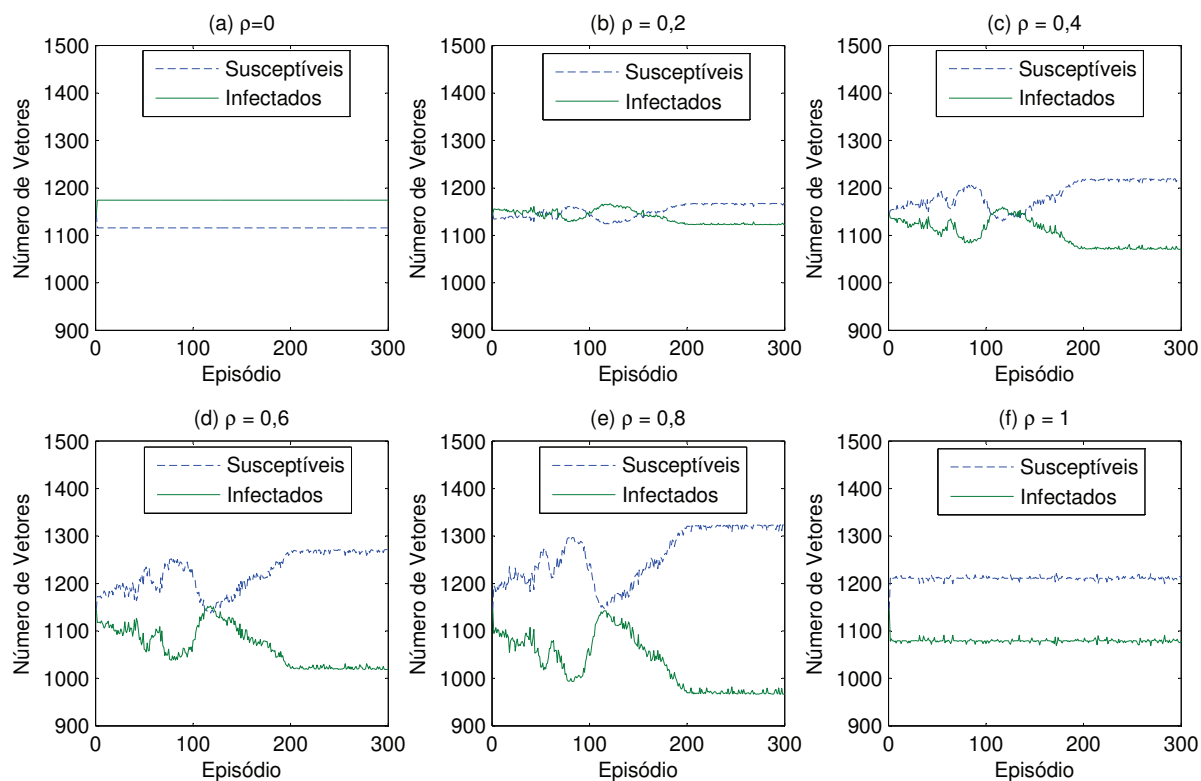 (a) ρ=0
1500
1400
1300
1200
1100
1000
900
0
100
200
300
Número de Vetores
Episódio
Susceptíveis
Infectados
(b) ρ = 0,2
1500
1400
1300
1200
1100
1000
900
0
100
200
300
Número de Vetores
Episódio
Susceptíveis
Infectados
(c) ρ = 0,4
1500
1400
1300
1200
1100
1000
900
0
100
200
300
Número de Vetores
Episódio
Susceptíveis
Infectados
(d) ρ = 0,6
1500
1400
1300
1200
1100
1000
900
0
100
200
300
Número de Vetores
Episódio
Susceptíveis
Infectados
(e) ρ = 0,8
1500
1400
1300
1200
1100
1000
900
0
100
200
300
Número de Vetores
Episódio
Susceptíveis
Infectados
(f) ρ = 1
1500
1400
1300
1200
1100
1000
900
0
100
200
300
Número de Vetores
Episódio
Susceptíveis
Infectados